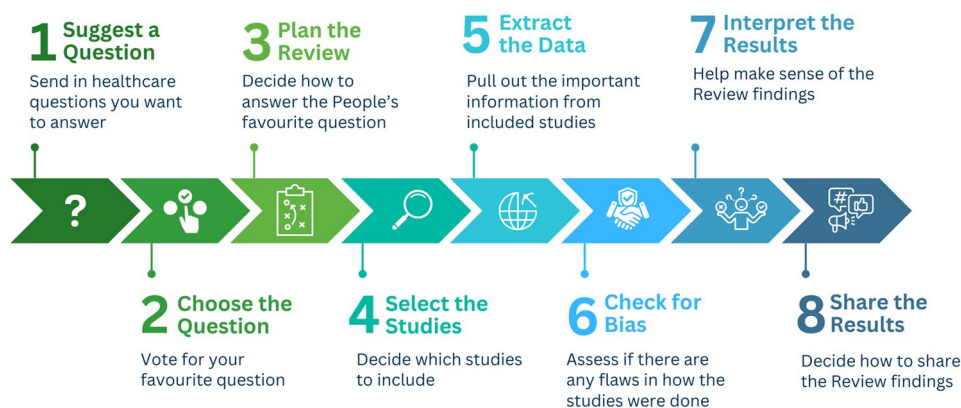 1 Suggest a
Question
Send in healthcare
questions you want
to answer
2 Choose the
Question
Vote for your
favourite question
3 Plan the
Review
Decide how to
answer the People's
favourite question
4 Select the
Studies
Decide which studies
to include
5 Extract
the Data
Pull out the important
information from
included studies
6 Check for
Bias
Assess if there are
any flaws in how the
studies were done
7 Interpret the
Results
Help make sense of the
Review findings
8 Share the
Results
Decide how to share
the Review findings
?
?
#